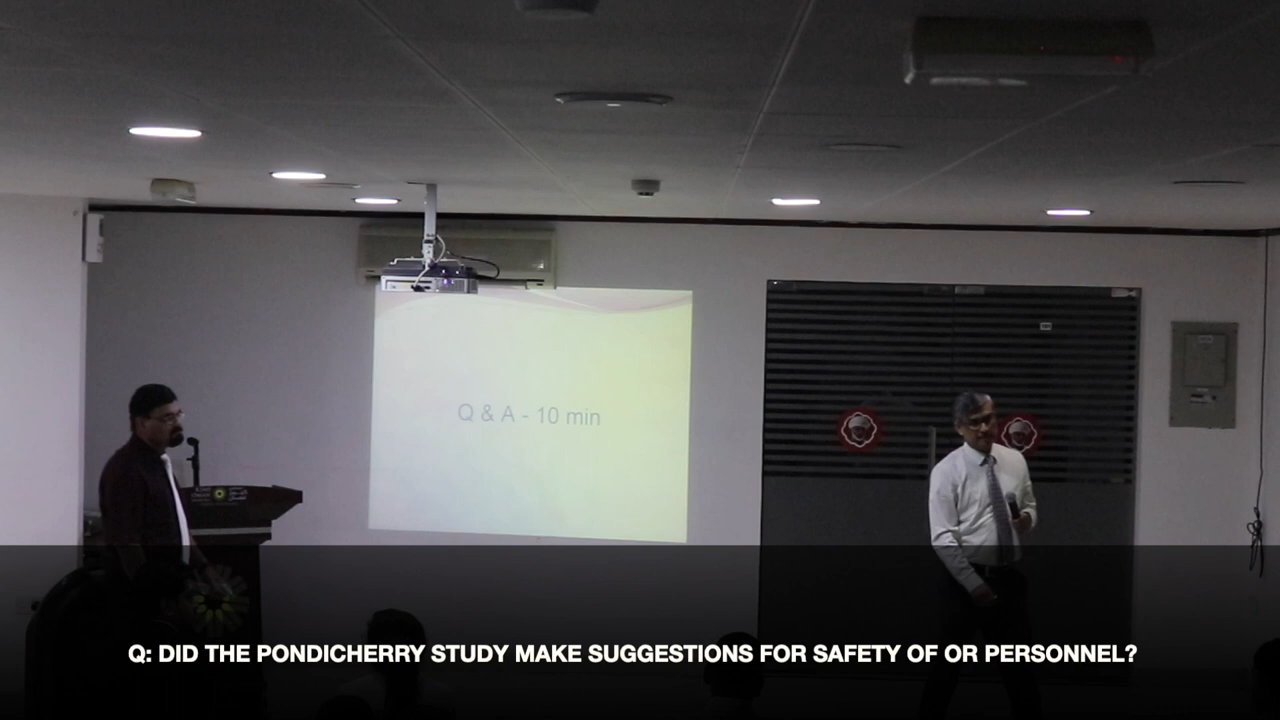 Q & A - 10 min
Q: DID THE PONDICHERRY STUDY MAKE SUGGESTIONS FOR SAFETY OF OR PERSONNEL?